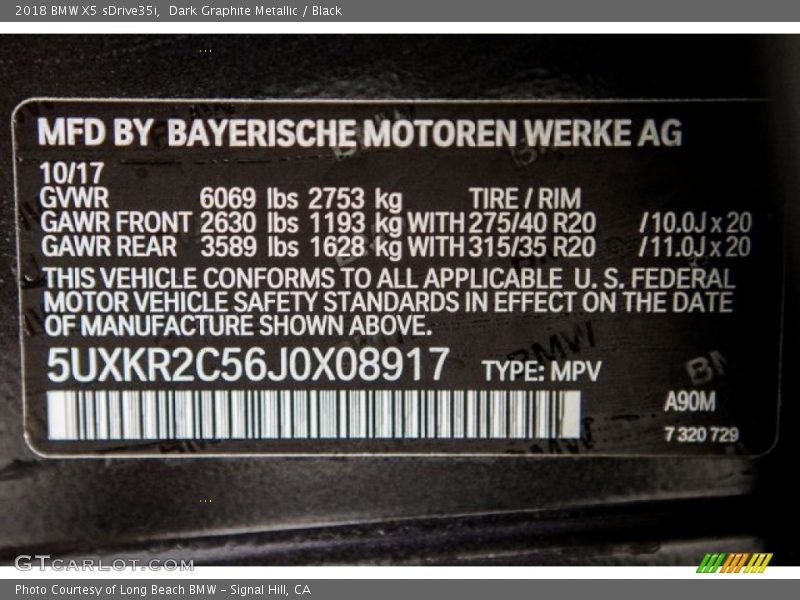 2018 BMW X5 sDrive35i, Dark Graphite Metallic / Black
MFD BY BAYERISCHE MOTOREN WERKE AG
10/17
GVWR 6069 lbs 2753 kg TIRE / RIM
GAWR FRONT 2630 lbs 1193 kg WITH 275/40 R20 /10.0J x 20
GAWR REAR 3589 lbs 1628 kg WITH 315/35 R20 /11.0J x 20
THIS VEHICLE CONFORMS TO ALL APPLICABLE U.S. FEDERAL
MOTOR VEHICLE SAFETY STANDARDS IN EFFECT ON THE DATE
OF MANUFACTURE SHOWN ABOVE.
5UXKR2C56J0X08917 TYPE: MPV
A90M
7 320 729
GTCarLot.com
Photo Courtesy of Long Beach BMW - Signal Hill, CA